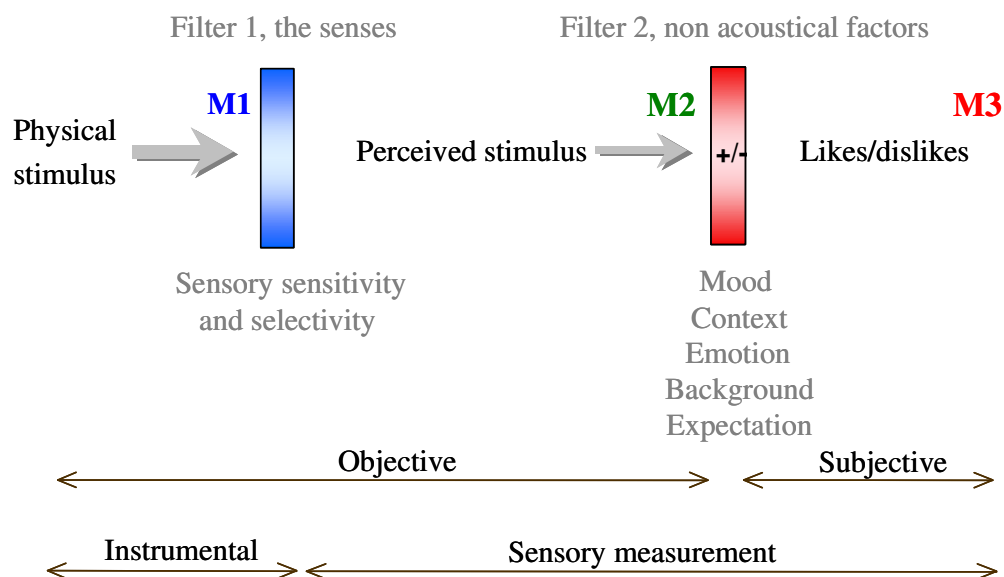 Filter 1, the senses
Filter 2, non acoustical factors
M1
M2
M3
Physical
stimulus
Perceived stimulus
+/-
Likes/dislikes
Sensory sensitivity
and selectivity
Mood
Context
Emotion
Background
Expectation
Objective
Subjective
Instrumental
Sensory measurement